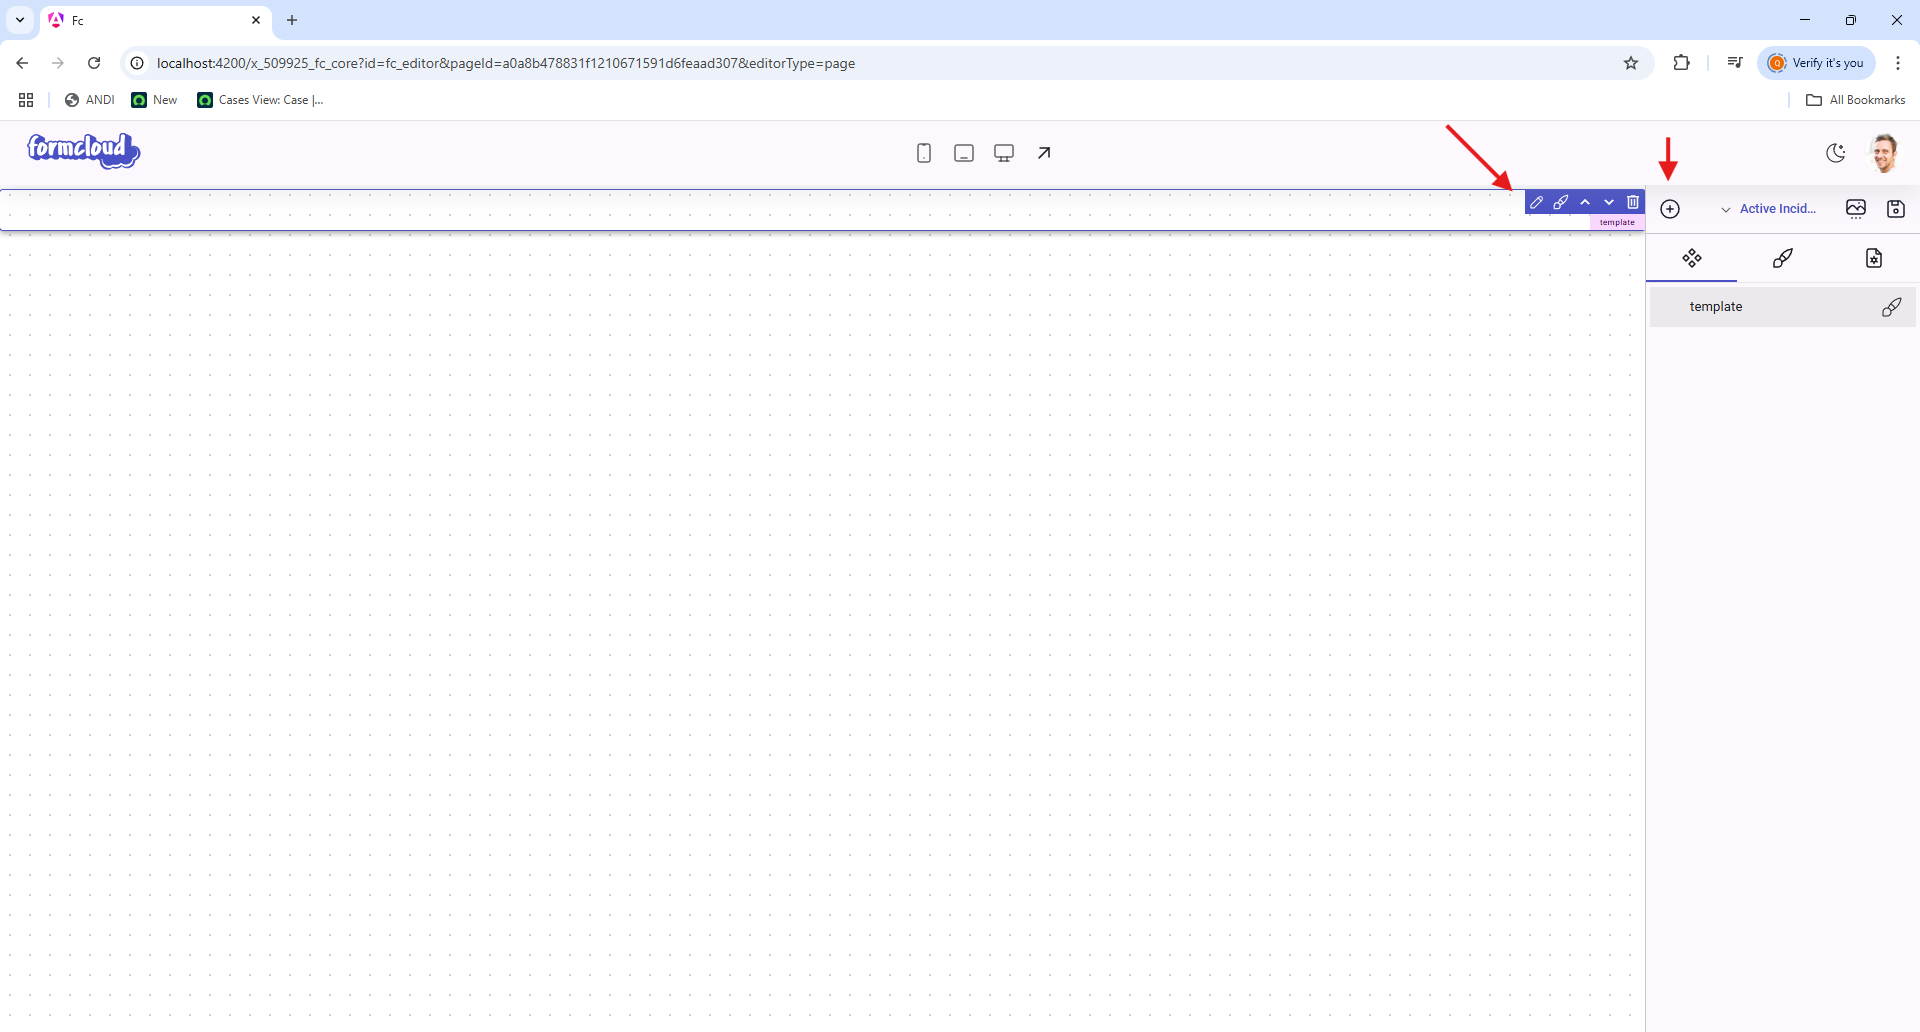 Fc
localhost:4200/x_509925_fc_core?id=fc_editor&pageId=a0a8b478831f1210671591d6feaad307&editorType=page
Verify it's you
ANDI
New
Cases View: Case |...
All Bookmarks
formcloud
Active Incid...
template
template